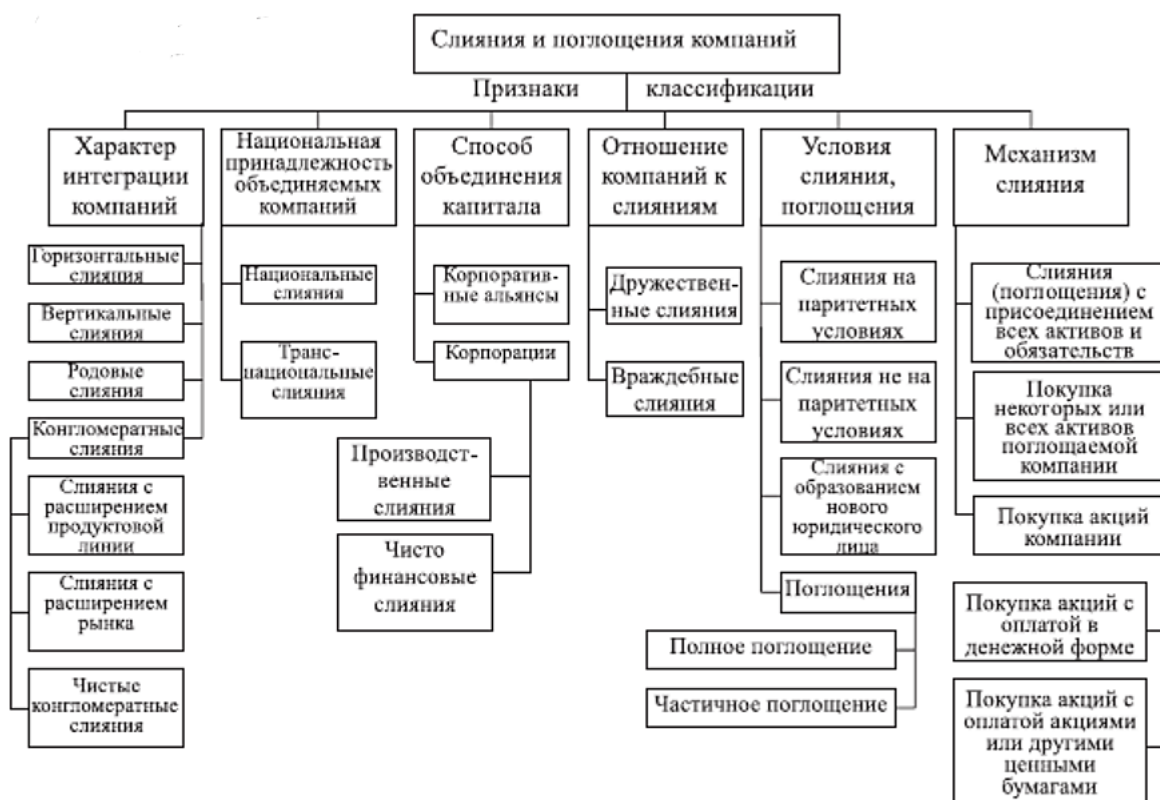 Слияния и поглощения компаний
Признаки классификации
Характер
интеграции
компаний
Горизонтальные
слияния
Вертикальные
слияния
Родовые
слияния
Конгломератные
слияния
Слияния с
расширением
продуктовой
линии
Слияния с
расширением
рынка
Чистые
конгломератные
слияния
Национальная
принадлежность
объединяемых
компаний
Национальные
слияния
Транс-
национальные
слияния
Способ
объединения
капитала
Корпоратив-
ные альянсы
Корпорации
Производст-
венные
слияния
Чисто
финансовые
слияния
Отношение
компаний к
слияниям
Дружествен-
ные слияния
Враждебные
слияния
Условия
слияния,
поглощения
Слияния на
паритетных
условиях
Слияния не на
паритетных
условиях
Слияния с
образованием
нового
юридического
лица
Поглощения
Полное поглощение
Частичное поглощение
Механизм
слияния
Слияния
(поглощения) с
присоединением
всех активов и
обязательств
Покупка
некоторых или
всех активов
поглощаемой
компании
Покупка акций
компании
Покупка акций с
оплатой в
денежной форме
Покупка акций с
оплатой акциями
или другими
ценными
бумагами